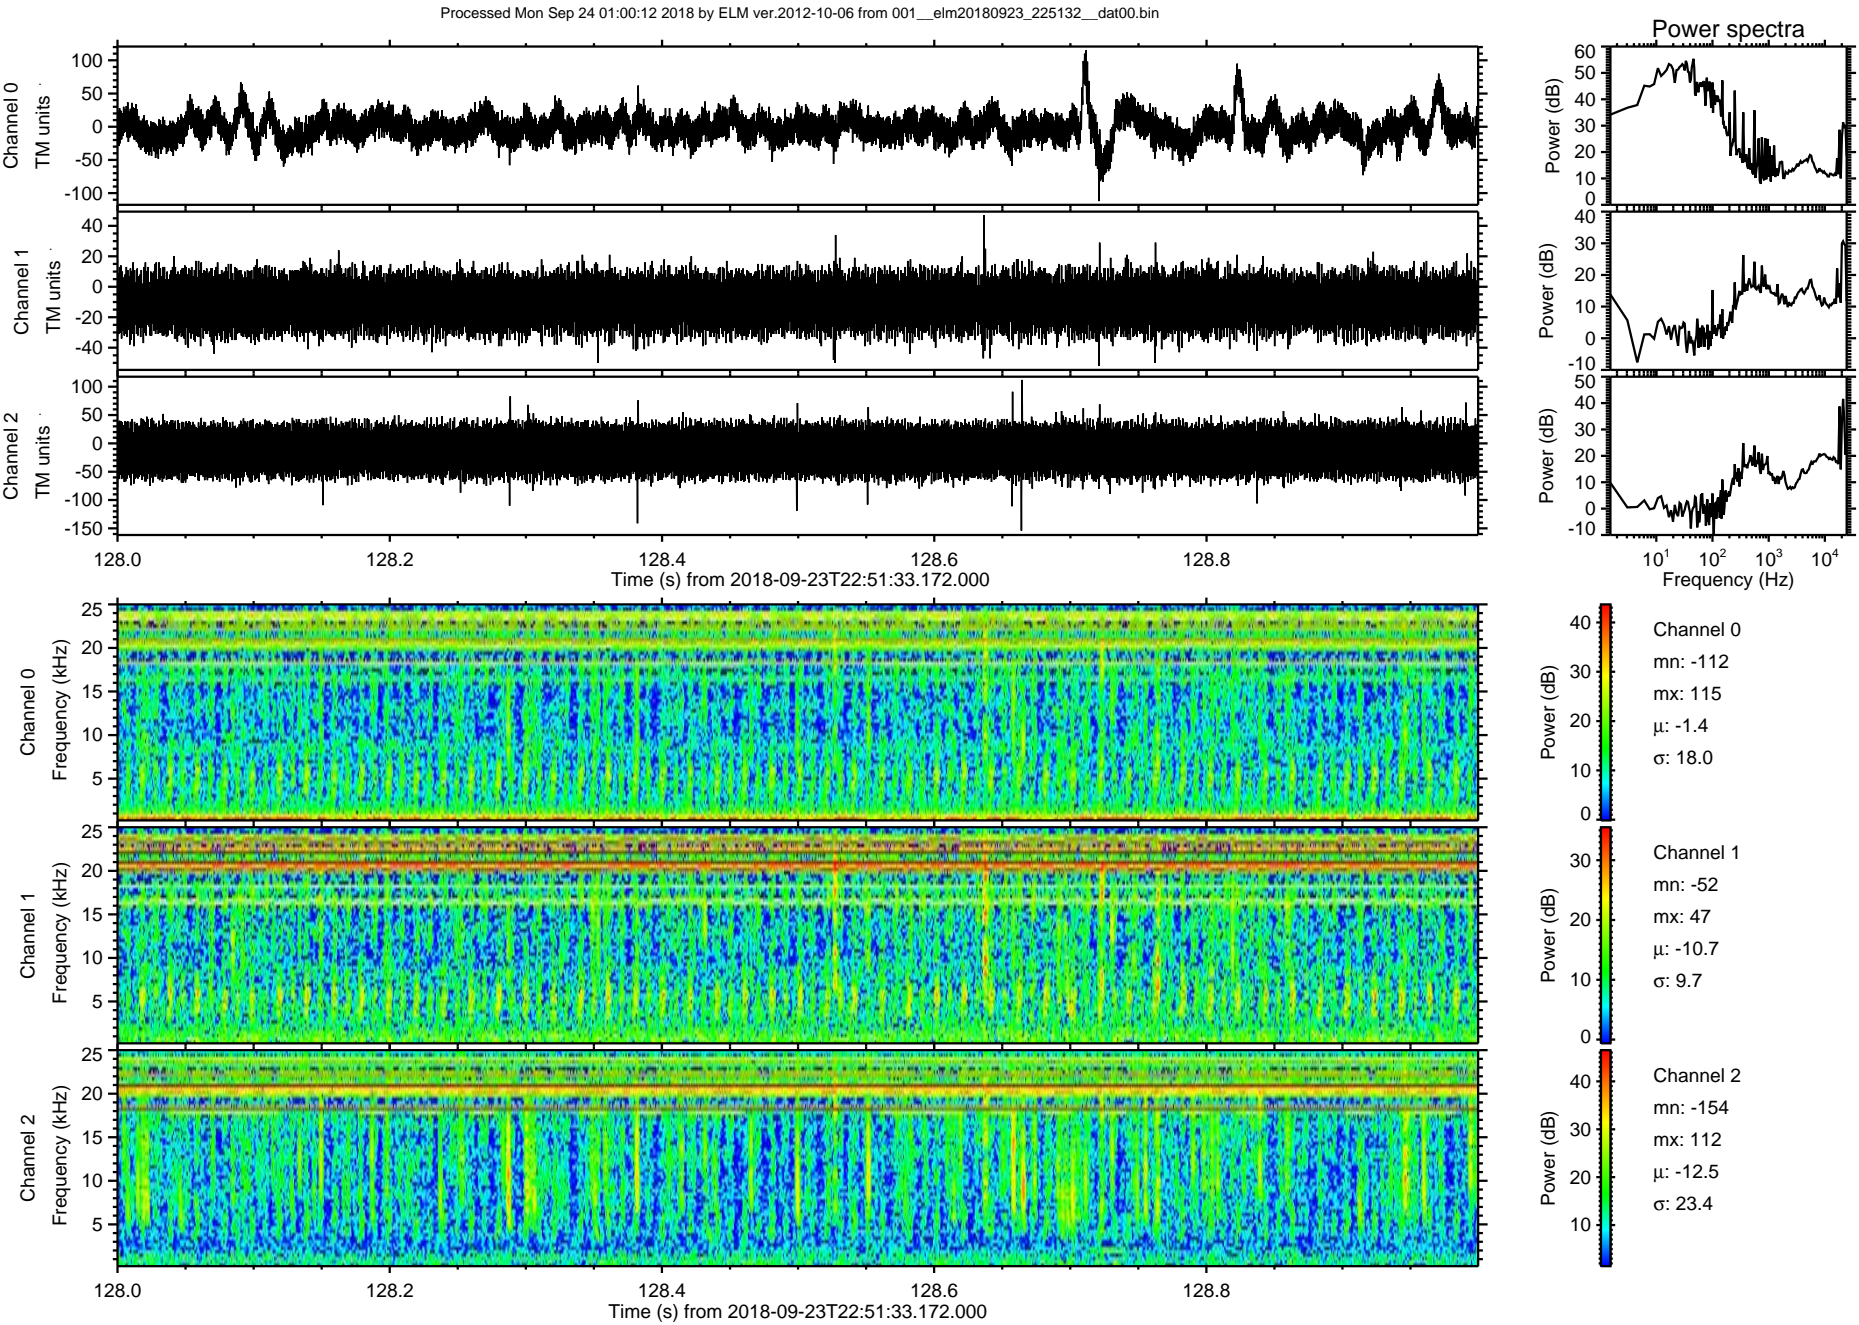 Processed Mon Sep 24 01:00:12 2018 by ELM ver.2012-10-06 from 001__elm20180923_225132__dat00.bin
Power spectra
Channel 0
TM units
100
50
0
-50
-100
Power (dB)
60
50
40
30
20
10
0
Channel 1
TM units
40
20
0
-20
-40
Power (dB)
40
30
20
10
0
-10
Channel 2
TM units
100
50
0
-50
-100
-150
Power (dB)
50
40
30
20
10
0
-10
128.0 128.2 128.4 128.6 128.8
Time (s) from 2018-09-23T22:51:33.172.000
10¹ 10² 10³ 10⁴
Frequency (Hz)
Channel 0
Frequency (kHz)
25
20
15
10
5
Power (dB)
40
30
20
10
0
Channel 0
mn: -112
mx: 115
μ: -1.4
σ: 18.0
Channel 1
Frequency (kHz)
25
20
15
10
5
Power (dB)
30
20
10
0
Channel 1
mn: -52
mx: 47
μ: -10.7
σ: 9.7
Channel 2
Frequency (kHz)
25
20
15
10
5
Power (dB)
40
30
20
10
Channel 2
mn: -154
mx: 112
μ: -12.5
σ: 23.4
128.0 128.2 128.4 128.6 128.8
Time (s) from 2018-09-23T22:51:33.172.000